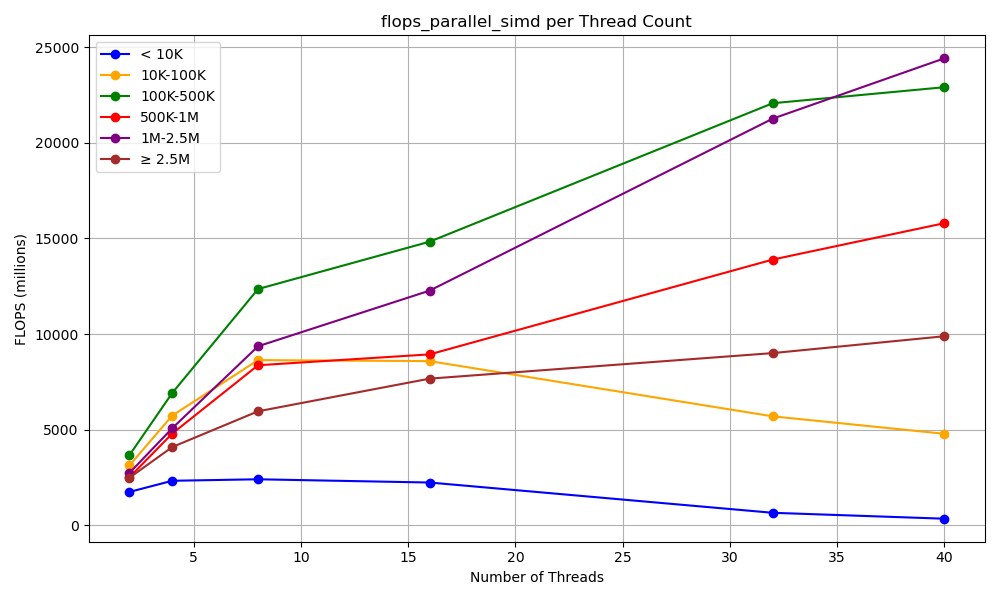 flops_parallel_simd per Thread Count
< 10K
10K-100K
100K-500K
500K-1M
1M-2.5M
≥ 2.5M
FLOPS (millions)
25000
20000
15000
10000
5000
0
5 10 15 20 25 30 35 40
Number of Threads